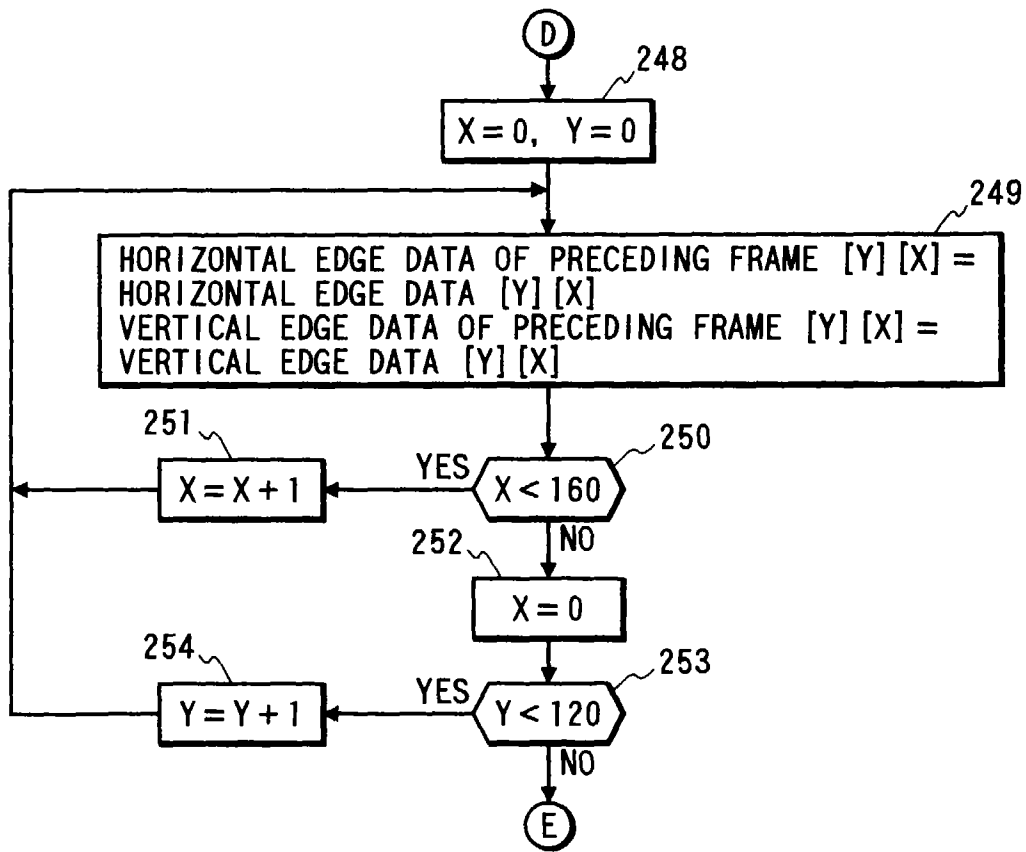 D
248
X=0, Y=0
249
HORIZONTAL EDGE DATA OF PRECEDING FRAME [Y][X]=
HORIZONTAL EDGE DATA [Y][X]
VERTICAL EDGE DATA OF PRECEDING FRAME [Y][X]=
VERTICAL EDGE DATA [Y][X]
251
250
X=X+1
YES
X<160
NO
252
X=0
254
253
Y=Y+1
YES
Y<120
NO
E